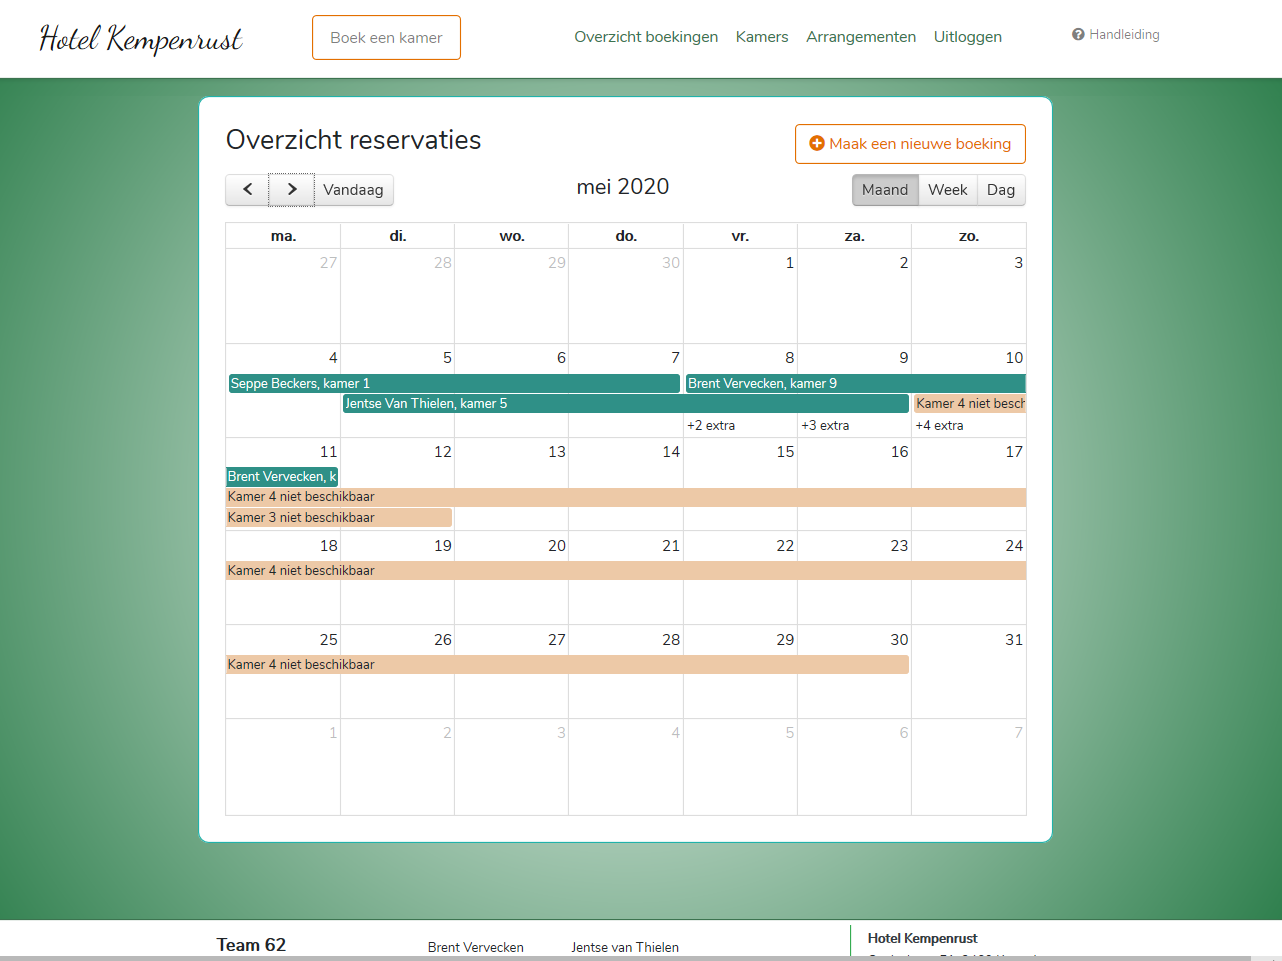 Hotel Kempenrust
Boek een kamer
Overzicht boekingen Kamers Arrangementen Uitloggen
Handleiding
Overzicht reservaties
Maak een nieuwe boeking
Vandaag
mei 2020
Maand Week Dag
ma. di. wo. do. vr. za. zo.
27 28 29 30 1 2 3
4 5 6 7 8 9 10
Seppe Beckers, kamer 1 Brent Vervecken, kamer 9
Jentse Van Thielen, kamer 5 Kamer 4 niet besch
+2 extra +3 extra +4 extra
11 12 13 14 15 16 17
Brent Vervecken, k
Kamer 4 niet beschikbaar
Kamer 3 niet beschikbaar
18 19 20 21 22 23 24
Kamer 4 niet beschikbaar
25 26 27 28 29 30 31
Kamer 4 niet beschikbaar
1 2 3 4 5 6 7
Team 62
Brent Vervecken Jentse van Thielen
Hotel Kempenrust